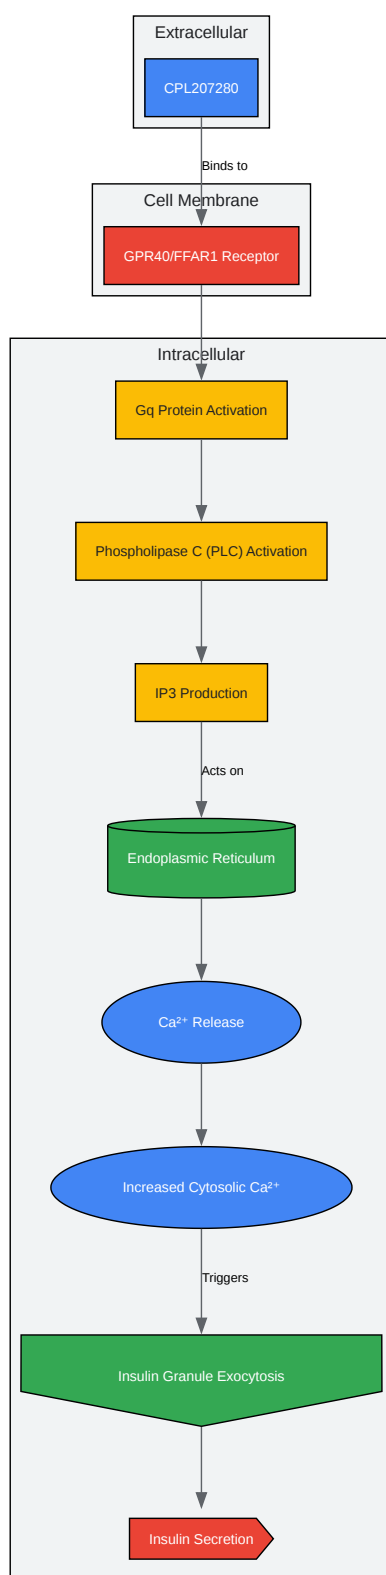 Extracellular
CPL207280
Binds to
Cell Membrane
GPR40/FFAR1 Receptor
Intracellular
Gq Protein Activation
Phospholipase C (PLC) Activation
IP3 Production
Acts on
Endoplasmic Reticulum
Ca²⁺ Release
Increased Cytosolic Ca²⁺
Triggers
Insulin Granule Exocytosis
Insulin Secretion